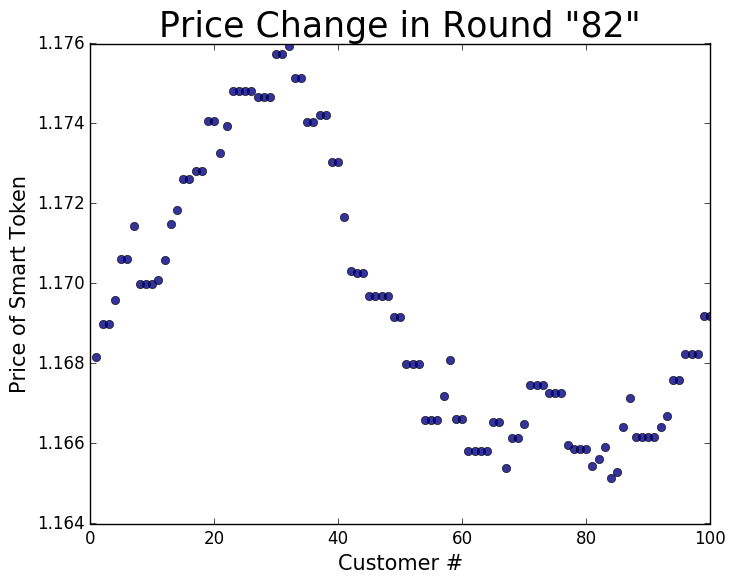 Price Change in Round "82"
1.176
1.174
1.172
1.170
1.168
1.166
1.164
Price of Smart Token
0 20 40 60 80 100
Customer #